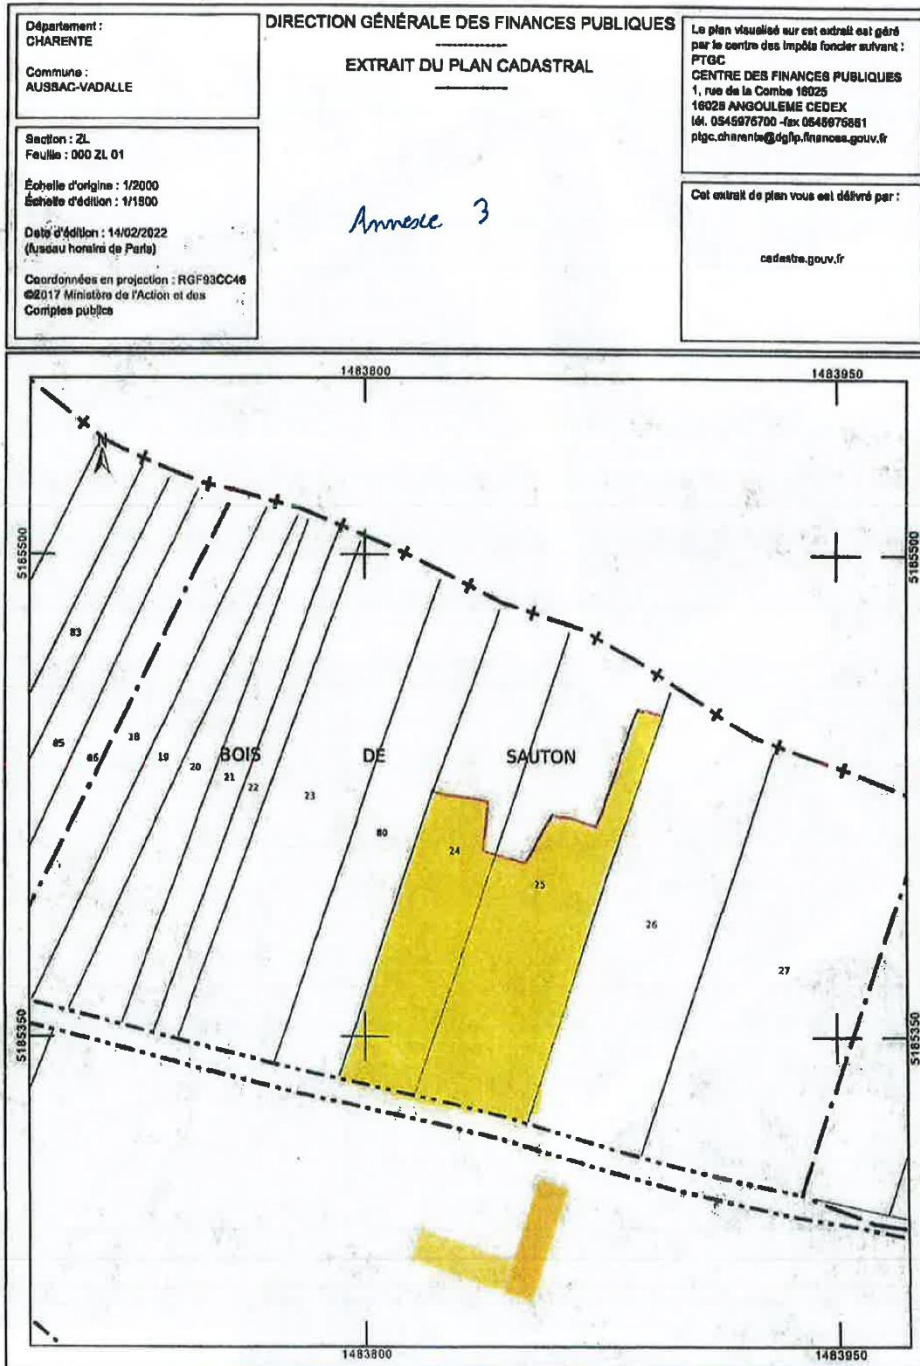 Département :
CHARENTE
Commune :
AUSSAC-VADALLE
Section : ZL
Feuille : 000 ZL 01
Échelle d'origine : 1/2000
Échelle d'édition : 1/1500
Date d'édition : 14/02/2022
(fuseau horaire de Paris)
Coordonnées en projection : RGF93CC46
©2017 Ministère de l'Action et des
Comptes publics
DIRECTION GÉNÉRALE DES FINANCES PUBLIQUES
EXTRAIT DU PLAN CADASTRAL
Annexe 3
Le plan visualisé sur cet extrait est géré
par le centre des impôts foncier suivant :
PTGC
CENTRE DES FINANCES PUBLIQUES
1, rue de la Combe 16025
16025 ANGOULEME CEDEX
tél. 0545975700 -fax 0545975881
ptgc.charente@dgfip.finances.gouv.fr
Cet extrait de plan vous est délivré par :
cadastre.gouv.fr
1483800
1483950
N
5185500
5185500
83
85
86
18
19
20
21
22
23
80
24
25
26
27
BOIS DE SAUTON
5185350
5185350
1483800
1483950